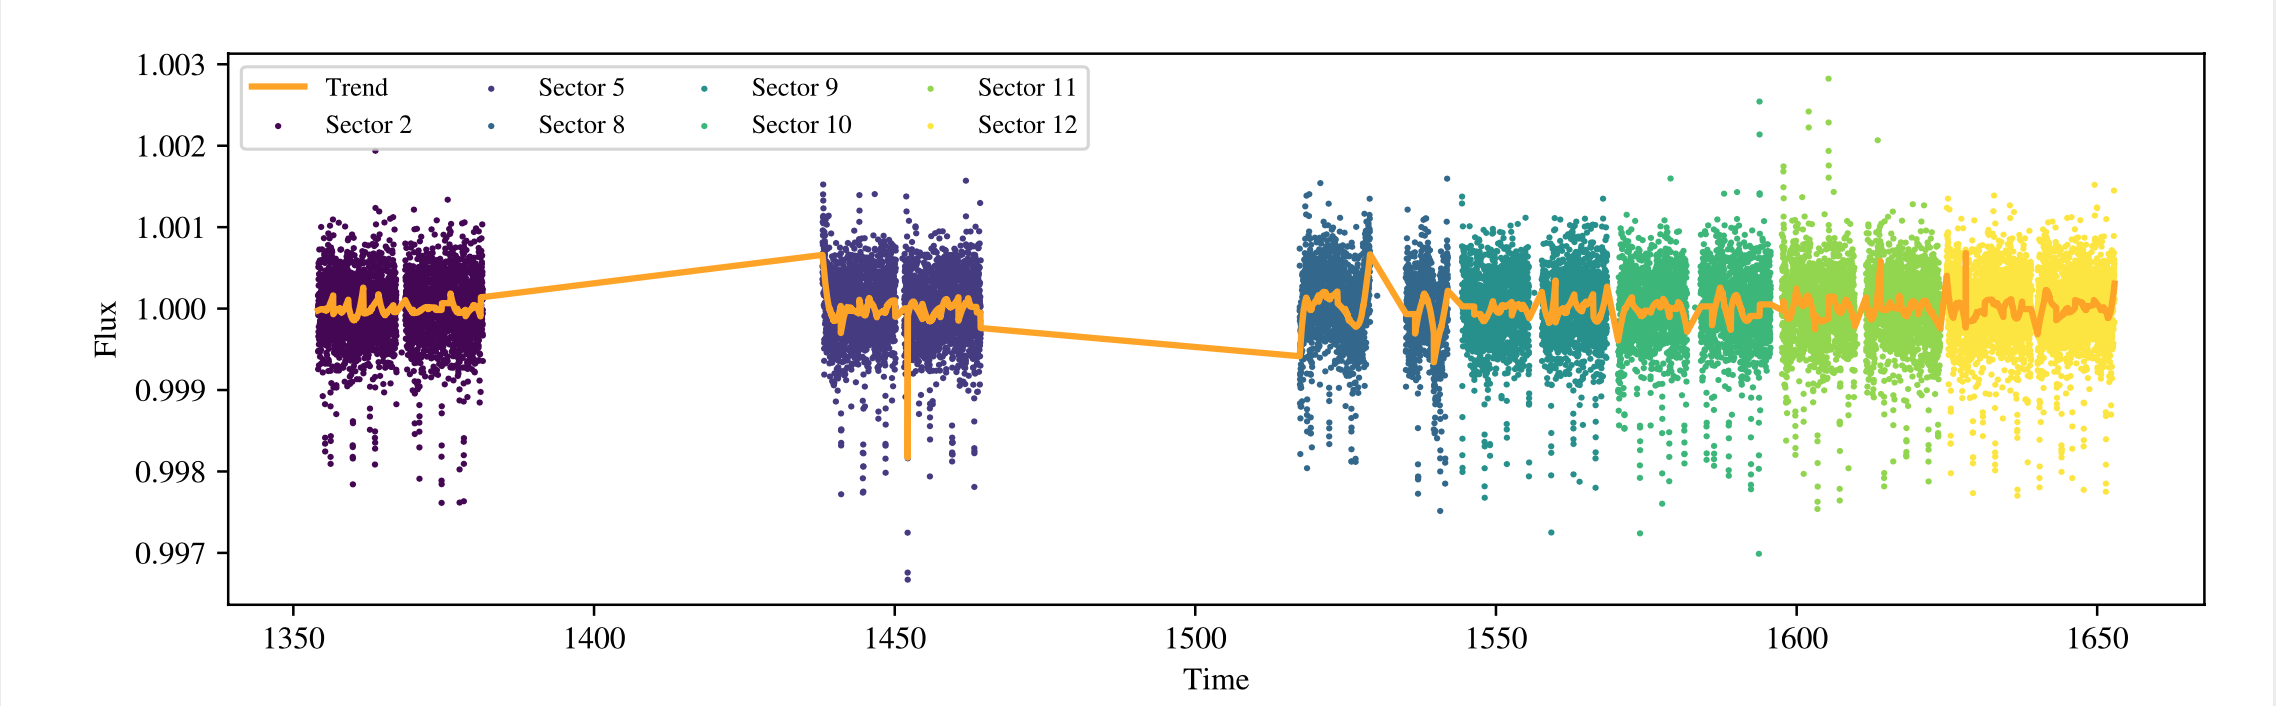 1.003
1.002
1.001
1.000
0.999
0.998
0.997
Flux
Trend Sector 5 Sector 9 Sector 11
Sector 2 Sector 8 Sector 10 Sector 12
1350 1400 1450 1500 1550 1600 1650
Time